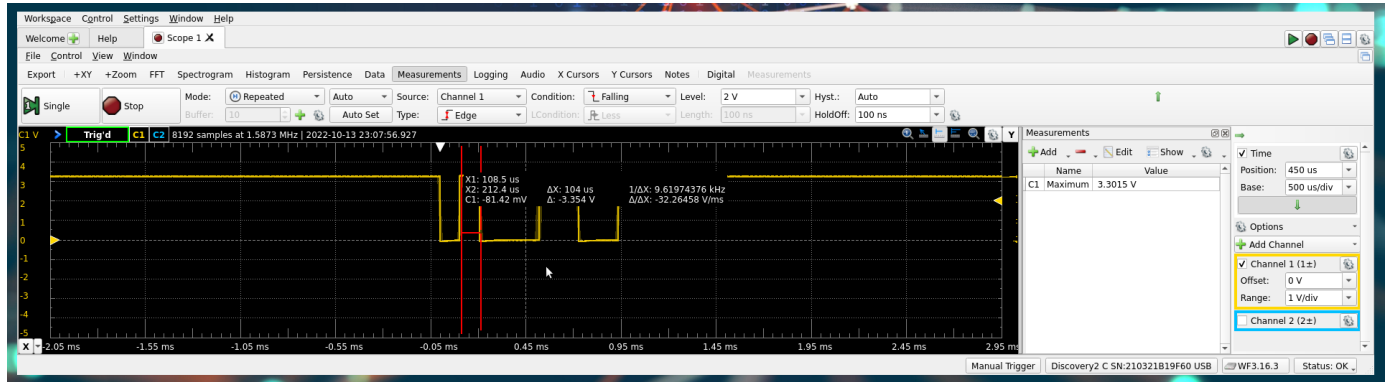 Workspace Control Settings Window Help
Welcome Help Scope 1
File Control View Window
Export +XY +Zoom FFT Spectrogram Histogram Persistence Data Measurements Logging Audio X Cursors Y Cursors Notes Digital Measurements
Single Stop Mode: Repeated Auto Source: Channel 1 Condition: Falling Level: 2 V Hyst.: Auto
Buffer: 10 Auto Set Type: Edge LCondition: Less Length: 100 ns HoldOff: 100 ns
C1 V Trig'd C1 C2 8192 samples at 1.5873 MHz | 2022-10-13 23:07:56.927 Y
5
4
3
2
1
0
-1
-2
-3
-4
-5
X1: 108.5 us
X2: 212.4 us ΔX: 104 us 1/ΔX: 9.61974376 kHz
C1: -81.42 mV Δ: -3.354 V Δ/ΔX: -32.26458 V/ms
X -2.05 ms -1.55 ms -1.05 ms -0.55 ms -0.05 ms 0.45 ms 0.95 ms 1.45 ms 1.95 ms 2.45 ms 2.95 ms
Measurements
Add Edit Show
Name Value
C1 Maximum 3.3015 V
Time
Position: 450 us
Base: 500 us/div
Options
Add Channel
Channel 1 (1±)
Offset: 0 V
Range: 1 V/div
Channel 2 (2±)
Manual Trigger Discovery2 C SN:210321B19F60 USB WF3.16.3 Status: OK